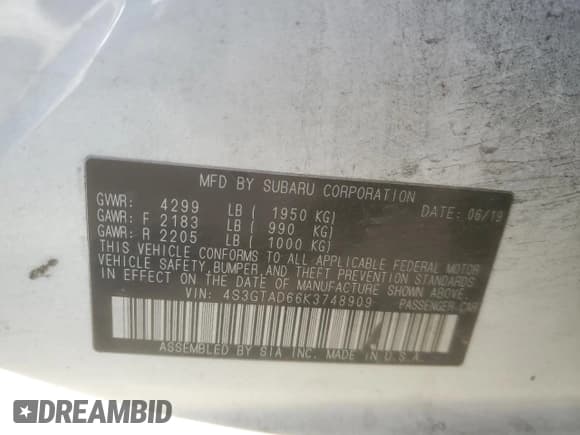 MFD BY SUBARU CORPORATION
GVWR: 4299 LB ( 1950 KG) DATE: 06/19
GAWR: F 2183 LB ( 990 KG)
GAWR: R 2205 LB ( 1000 KG)
THIS VEHICLE CONFORMS TO ALL APPLICABLE FEDERAL MOTOR
VEHICLE SAFETY, BUMPER, AND THEFT PREVENTION STANDARDS
IN EFFECT ON THE DATE OF MANUFACTURE SHOWN ABOVE.
VIN: 4S3GTAD66K3748909 PASSENGER CAR
ASSEMBLED BY SIA INC. MADE IN U.S.A.
DREAMBID
DREAMBID